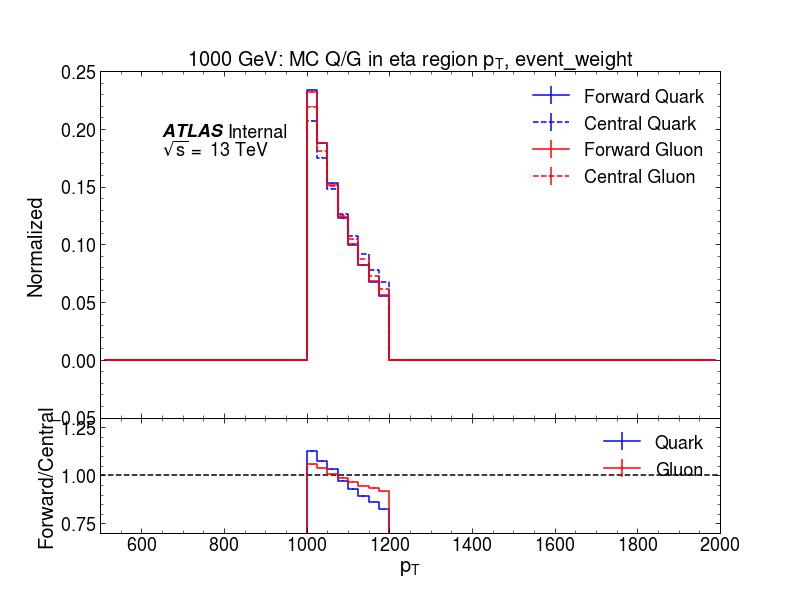 1000 GeV: MC Q/G in eta region pT, event_weight
0.25
0.20
0.15
0.10
0.05
0.00
0.05
Normalized
ATLAS Internal
√s = 13 TeV
Forward Quark
Central Quark
Forward Gluon
Central Gluon
1.25
1.00
0.75
Forward/Central
Quark
Gluon
600 800 1000 1200 1400 1600 1800 2000
pT